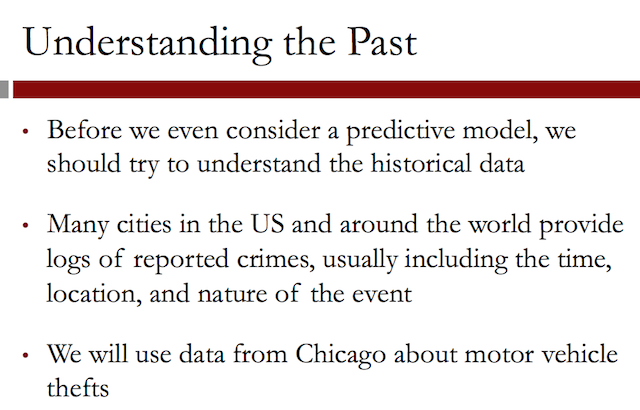 Understanding the Past
• Before we even consider a predictive model, we
should try to understand the historical data
• Many cities in the US and around the world provide
logs of reported crimes, usually including the time,
location, and nature of the event
• We will use data from Chicago about motor vehicle
thefts